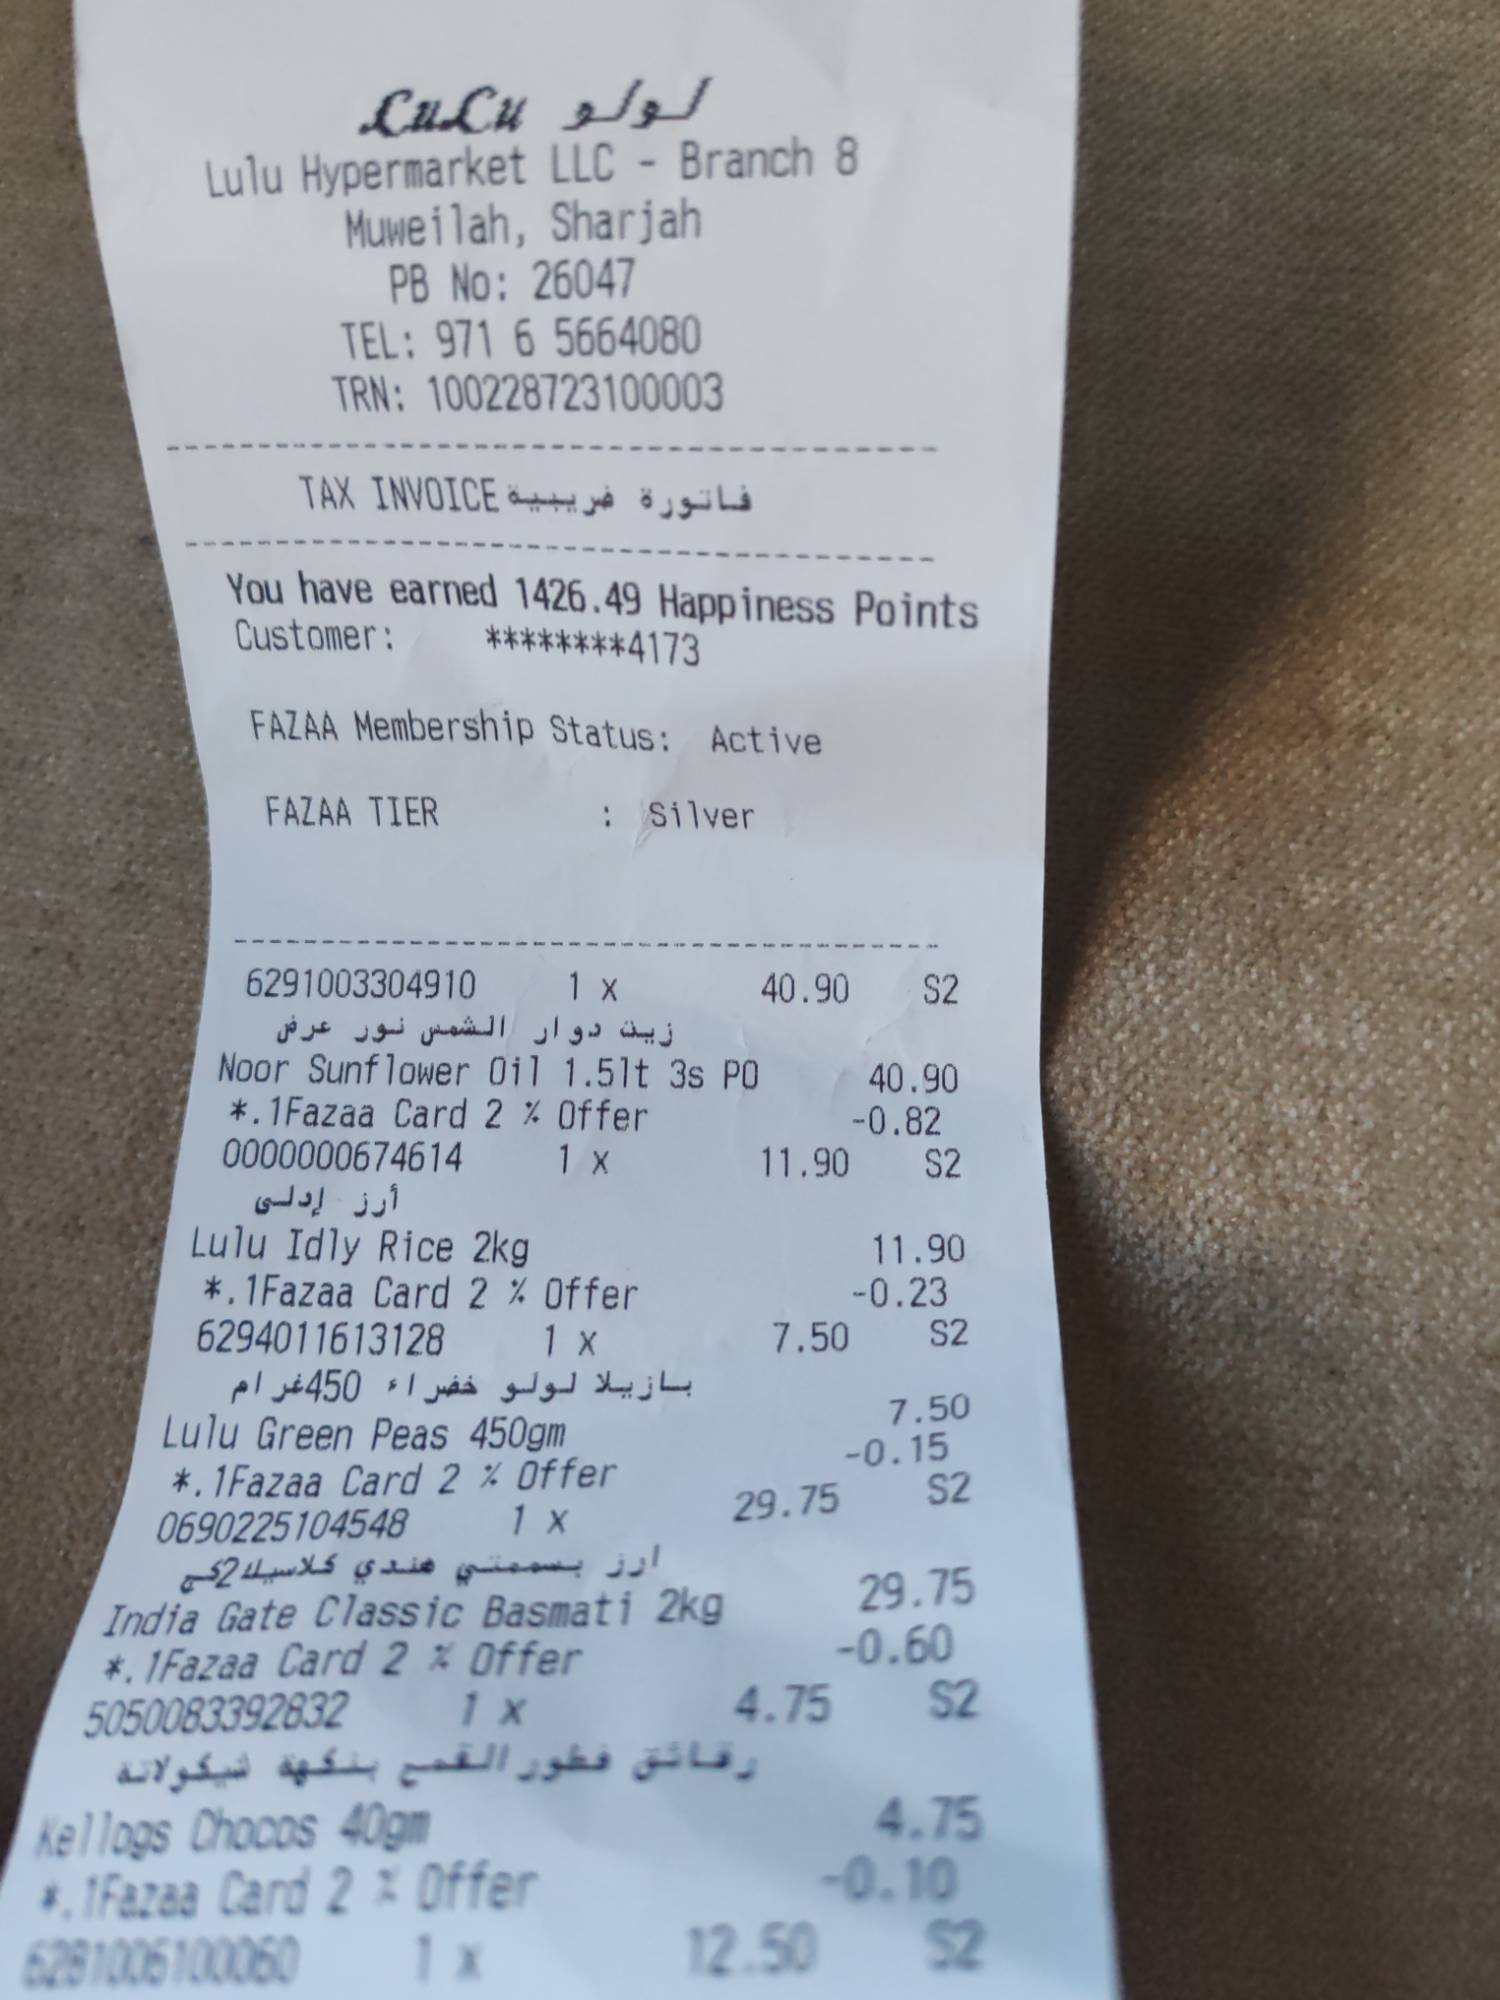 LuLu لولو
Lulu Hypermarket LLC - Branch 8
Muweilah, Sharjah
PB No: 26047
TEL: 971 6 5664080
TRN: 100228723100003
TAX INVOICE فاتورة ضريبية
You have earned 1426.49 Happiness Points
Customer: ********4173
FAZAA Membership Status: Active
FAZAA TIER : Silver
6291003304910 1 x 40.90 S2
زيت دوار الشمس نور عرض
Noor Sunflower Oil 1.5lt 3s PO 40.90
*.1Fazaa Card 2 % Offer -0.82
0000000674614 1 x 11.90 S2
أرز إدلى
Lulu Idly Rice 2kg 11.90
*.1Fazaa Card 2 % Offer -0.23
6294011613128 1 x 7.50 S2
بازيلا لولو خضراء 450غرام
Lulu Green Peas 450gm 7.50
*.1Fazaa Card 2 % Offer -0.15
0690225104548 1 x 29.75 S2
ارز بسمتي هندي كلاسيك2كج
India Gate Classic Basmati 2kg 29.75
*.1Fazaa Card 2 % Offer -0.60
5050083392832 1 x 4.75 S2
رقائق فطور القمح بنكهة شيكولاته
Kellogs Chocos 40gm 4.75
*.1Fazaa Card 2 % Offer -0.10
6281006100060 1 x 12.50 S2